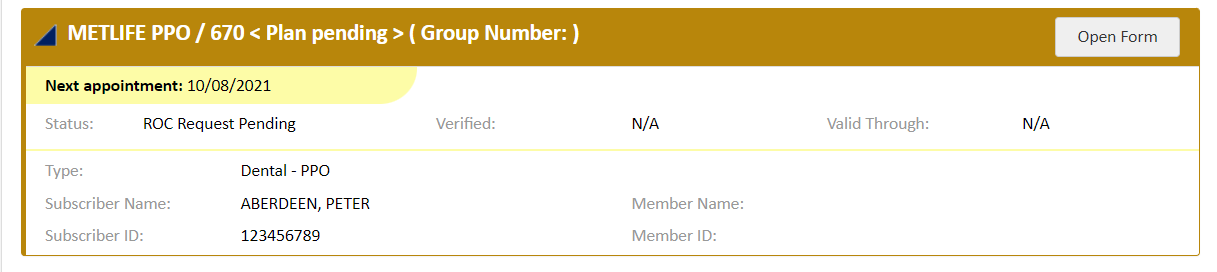 METLIFE PPO / 670 < Plan pending > ( Group Number: )
Open Form
Next appointment: 10/08/2021
Status: ROC Request Pending Verified: N/A Valid Through: N/A
Type: Dental - PPO
Subscriber Name: ABERDEEN, PETER Member Name:
Subscriber ID: 123456789 Member ID: